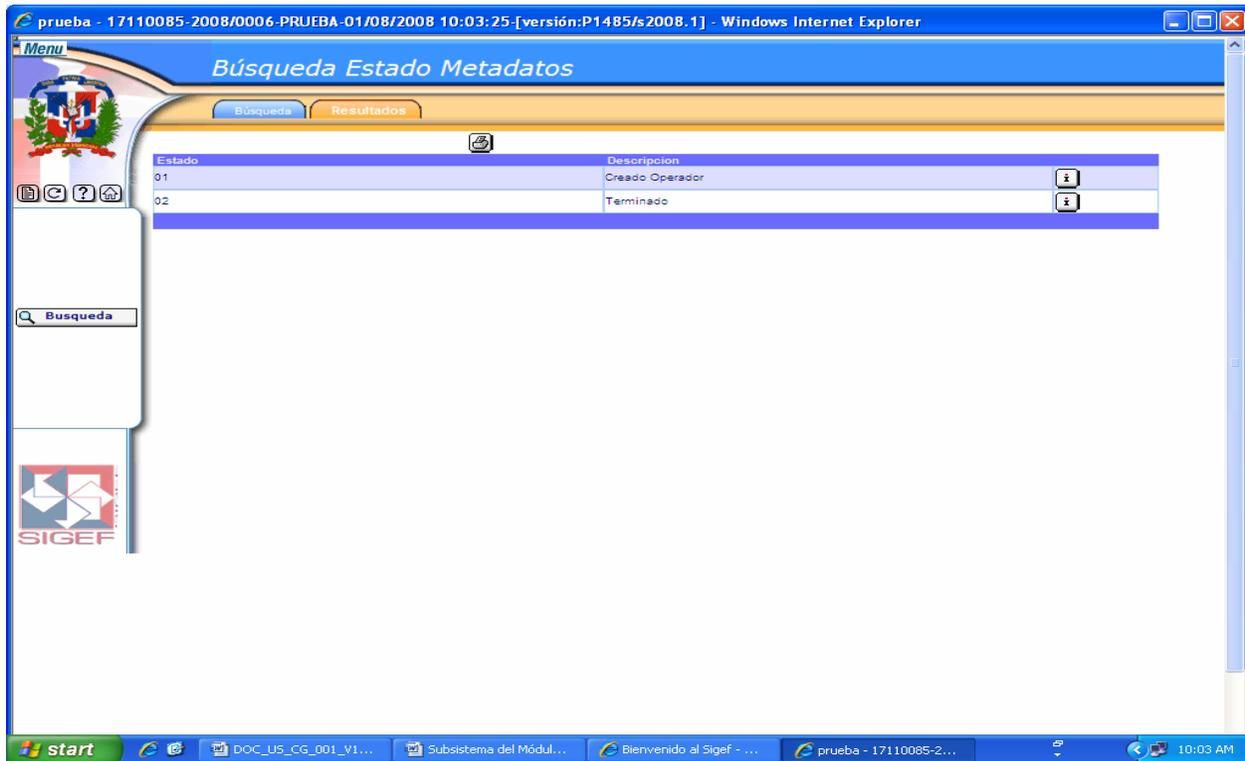 prueba - 17110085-2008/0006-PRUEBA-01/08/2008 10:03:25-[versión:P1485/s2008.1] - Windows Internet Explorer
Menu
Búsqueda Estado Metadatos
Búsqueda Resultados
Estado Descripcion
01 Creado Operador i
02 Terminado i
?
Busqueda
SIGEF
start DOC_US_CG_001_V1... Subsistema del Módul... Bienvenido al Sigef - ... prueba - 17110085-2... 10:03 AM